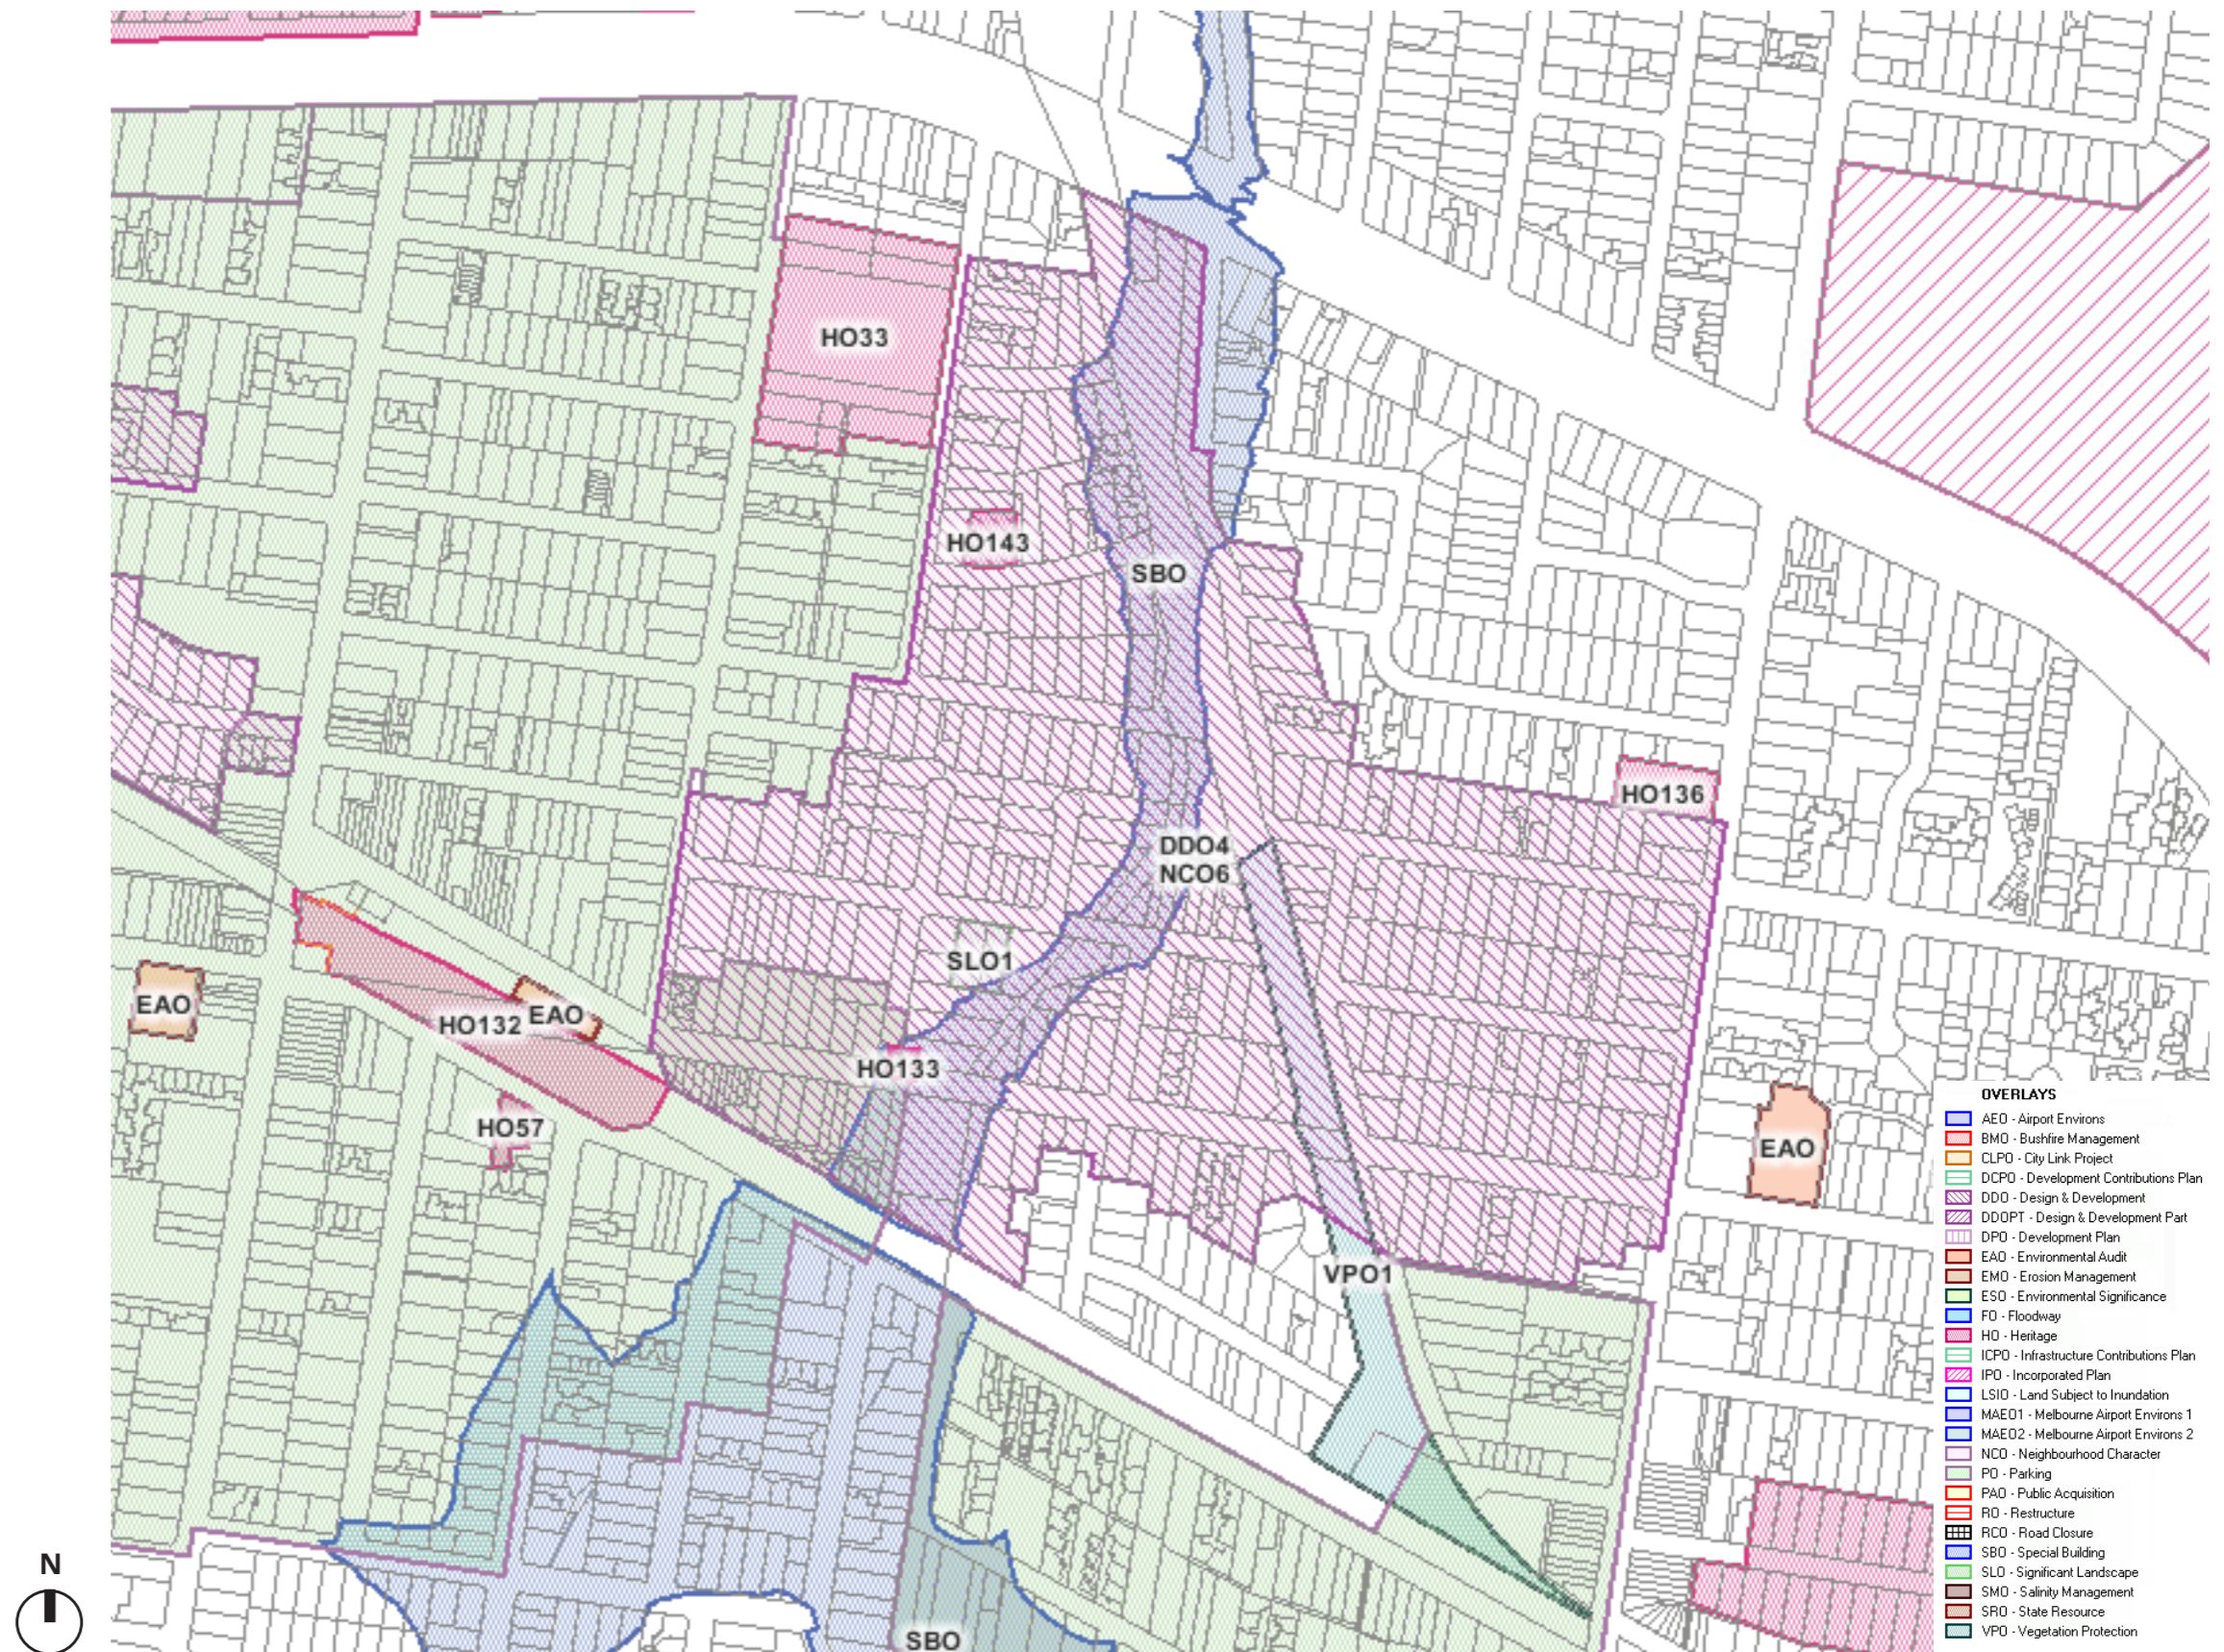 HO33
HO143
SBO
HO136
DDO4
NCO6
SLO1
EAO
HO132
EAO
HO133
HO57
EAO
VPO1
SBO
N
OVERLAYS
AEO - Airport Environs
BMO - Bushfire Management
CLPO - City Link Project
DCPO - Development Contributions Plan
DDO - Design & Development
DDOPT - Design & Development Part
DPO - Development Plan
EAO - Environmental Audit
EMO - Erosion Management
ESO - Environmental Significance
FO - Floodway
HO - Heritage
ICPO - Infrastructure Contributions Plan
IPO - Incorporated Plan
LSIO - Land Subject to Inundation
MAEO1 - Melbourne Airport Environs 1
MAEO2 - Melbourne Airport Environs 2
NCO - Neighbourhood Character
PO - Parking
PAO - Public Acquisition
RO - Restructure
RCO - Road Closure
SBO - Special Building
SLO - Significant Landscape
SMO - Salinity Management
SRO - State Resource
VPO - Vegetation Protection